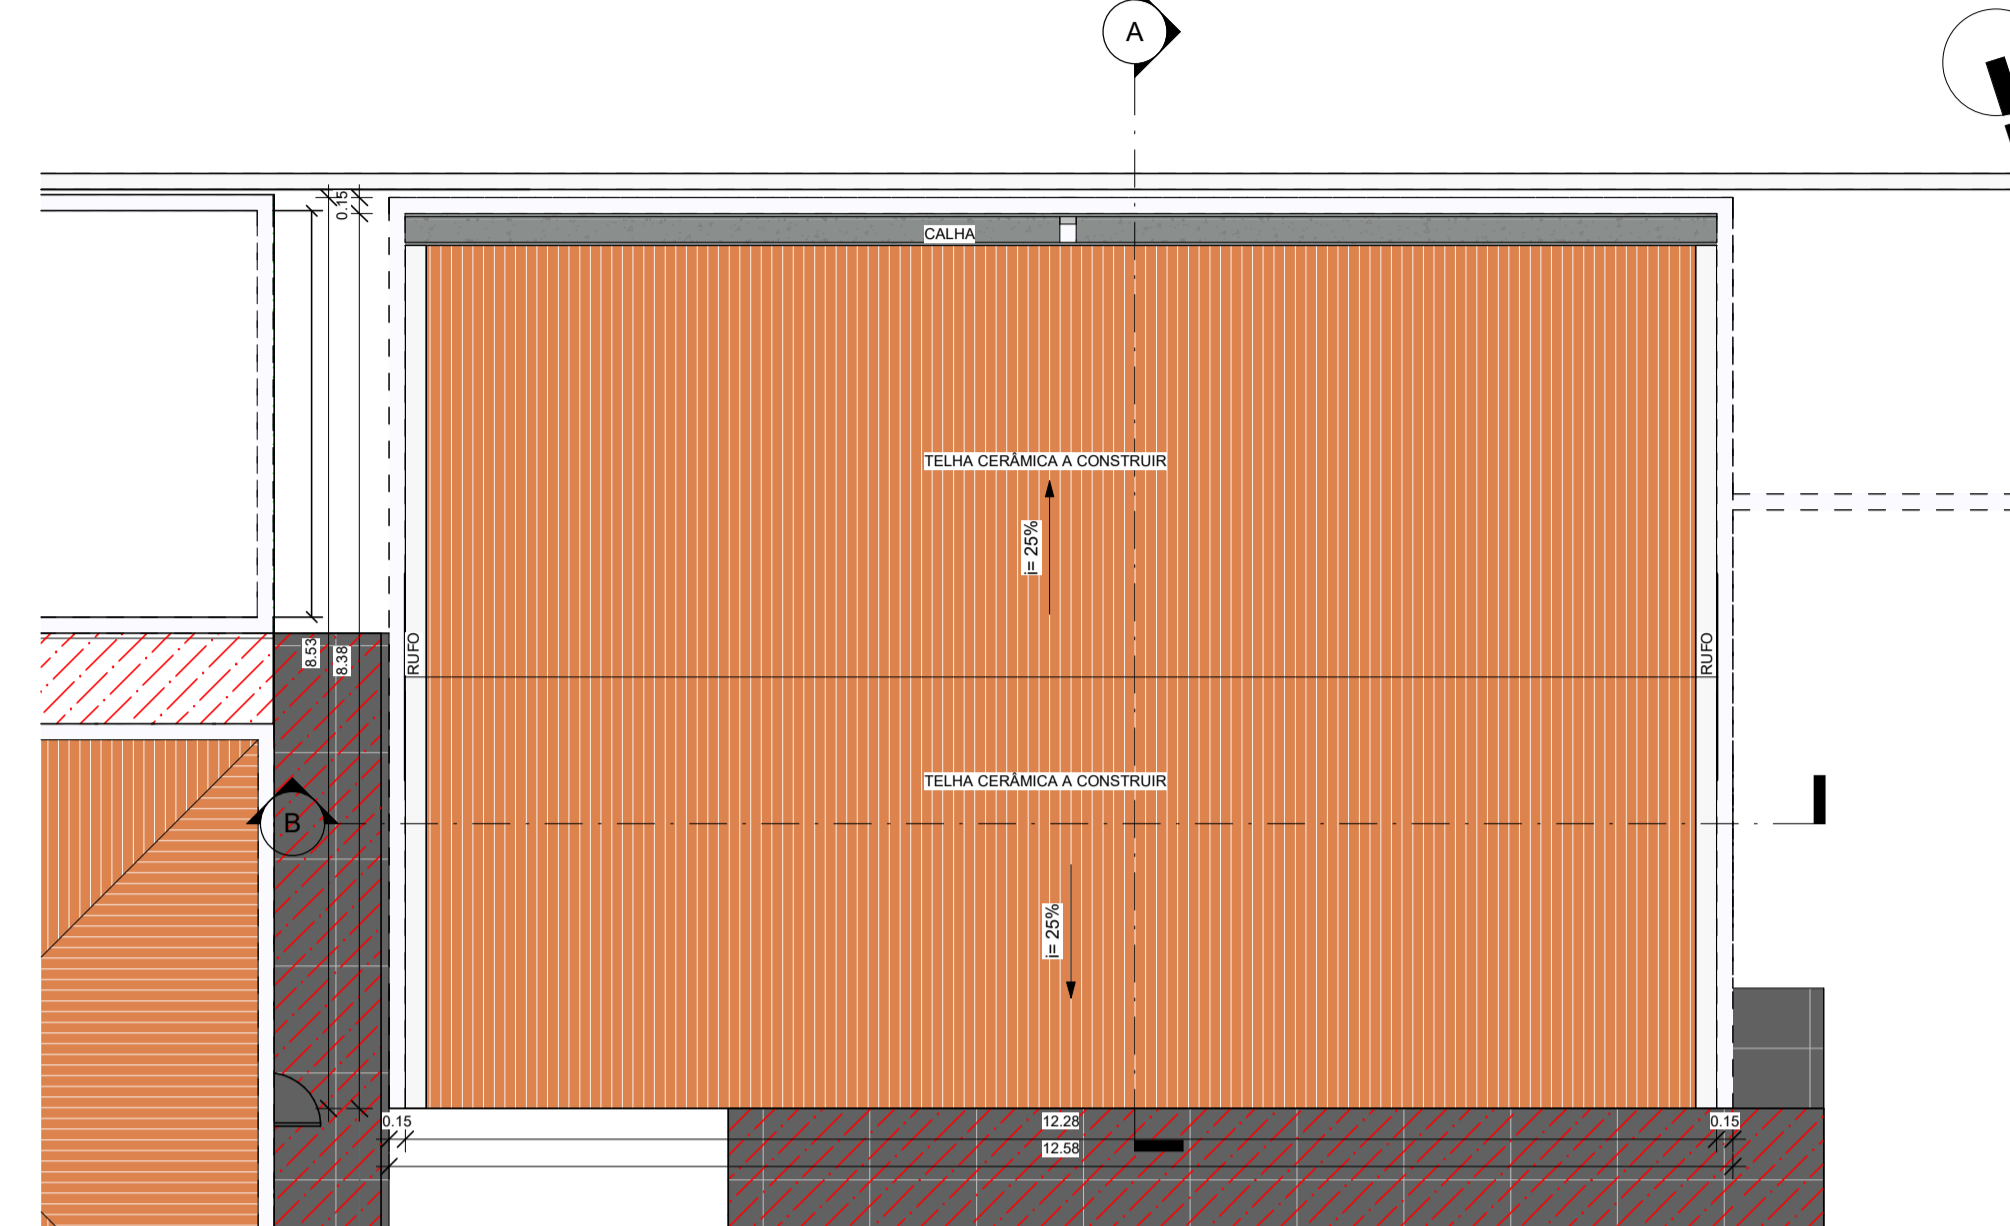 A
0.15
CALHA
TELHA CERÂMICA A CONSTRUIR
i= 25%
8.53
8.38
RUFO
RUFO
TELHA CERÂMICA A CONSTRUIR
B
i= 25%
0.15
12.28
0.15
12.58